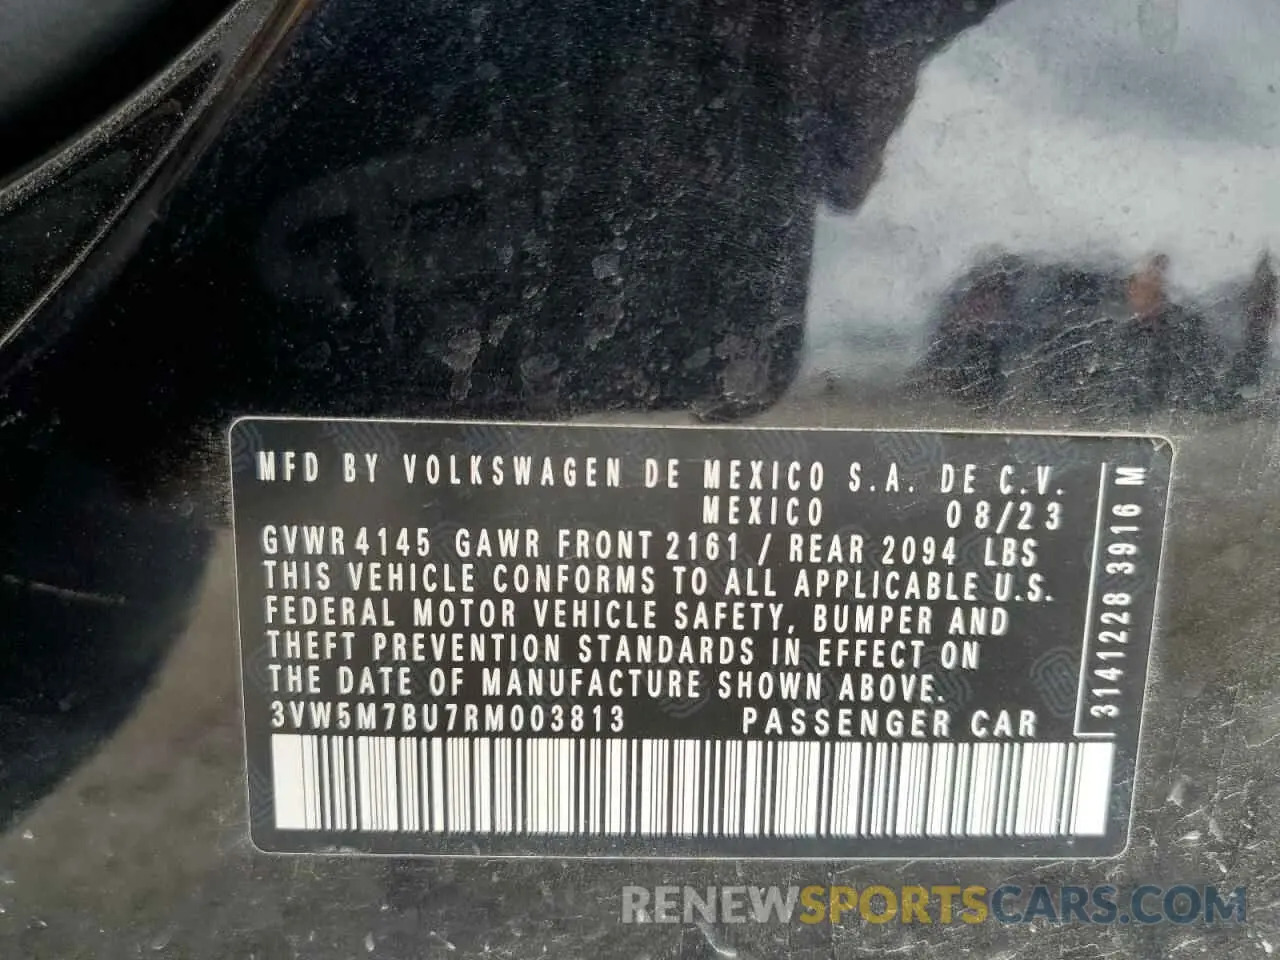 MFD BY VOLKSWAGEN DE MEXICO S.A. DE C.V.
MEXICO 08/23
GVWR 4145 GAWR FRONT 2161 / REAR 2094 LBS
THIS VEHICLE CONFORMS TO ALL APPLICABLE U.S.
FEDERAL MOTOR VEHICLE SAFETY, BUMPER AND
THEFT PREVENTION STANDARDS IN EFFECT ON
THE DATE OF MANUFACTURE SHOWN ABOVE.
3VW5M7BU7RM003813 PASSENGER CAR
3141228 3916 M
RENEWSPORTSCARS.COM